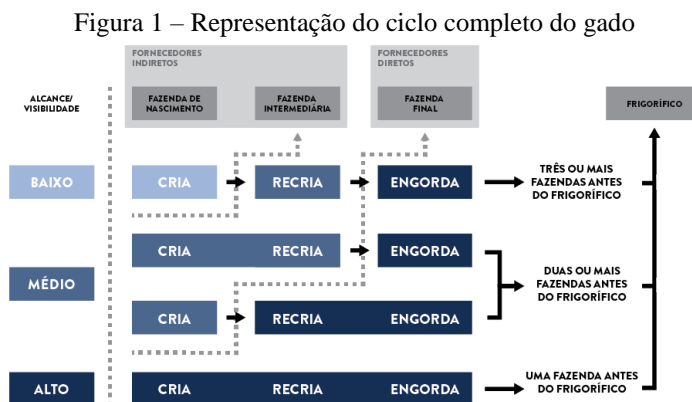 Figura 1 – Representação do ciclo completo do gado
FORNECEDORES
INDIRETOS
FORNECEDORES
DIRETOS
ALCANCE/
VISIBILIDADE
FAZENDA DE
NASCIMENTO
FAZENDA
INTERMEDIÁRIA
FAZENDA
FINAL
FRIGORÍFICO
BAIXO
CRIA
RECRIA
ENGORDA
TRÊS OU MAIS
FAZENDAS ANTES
DO FRIGORÍFICO
MÉDIO
CRIA
RECRIA
ENGORDA
CRIA
RECRIA
ENGORDA
DUAS OU MAIS
FAZENDAS ANTES
DO FRIGORÍFICO
ALTO
CRIA
RECRIA
ENGORDA
UMA FAZENDA ANTES
DO FRIGORÍFICO